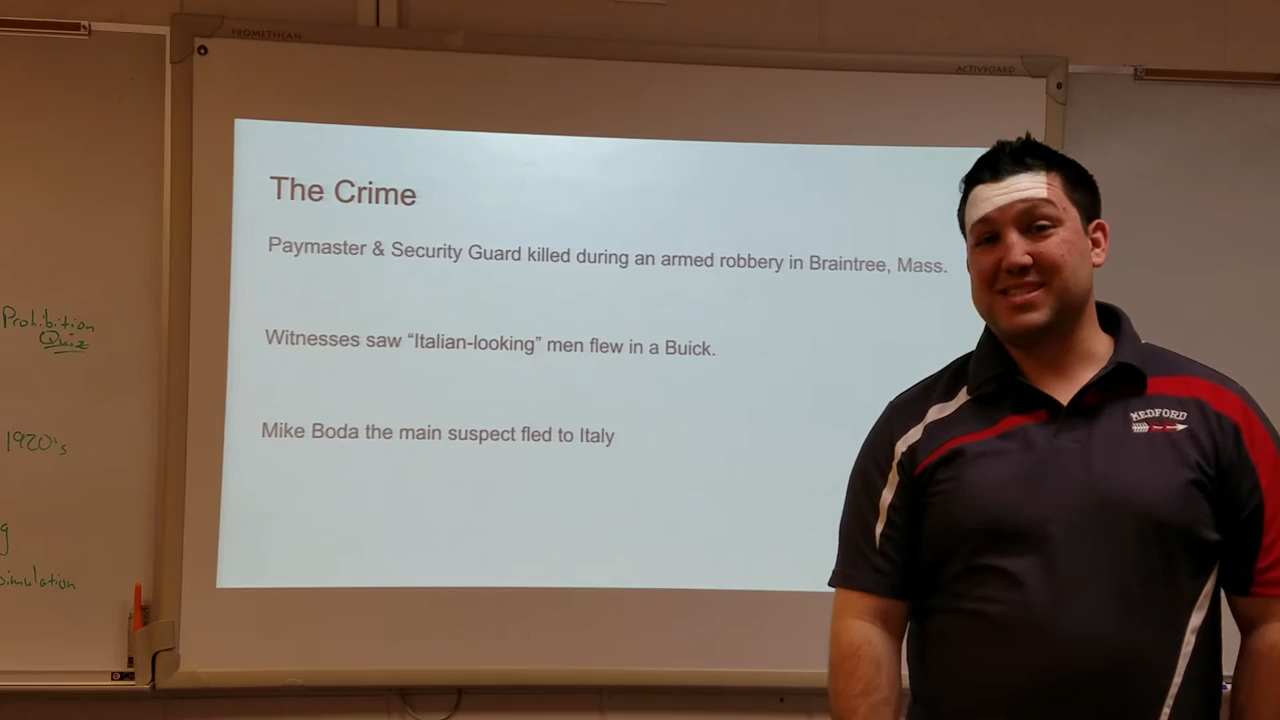 PROMETHEAN
ACTIVBOARD
The Crime
Paymaster & Security Guard killed during an armed robbery in Braintree, Mass.
Witnesses saw “Italian-looking” men flew in a Buick.
Mike Boda the main suspect fled to Italy
Prohibition
Quiz
1920's
g
Simulation
MEDFORD